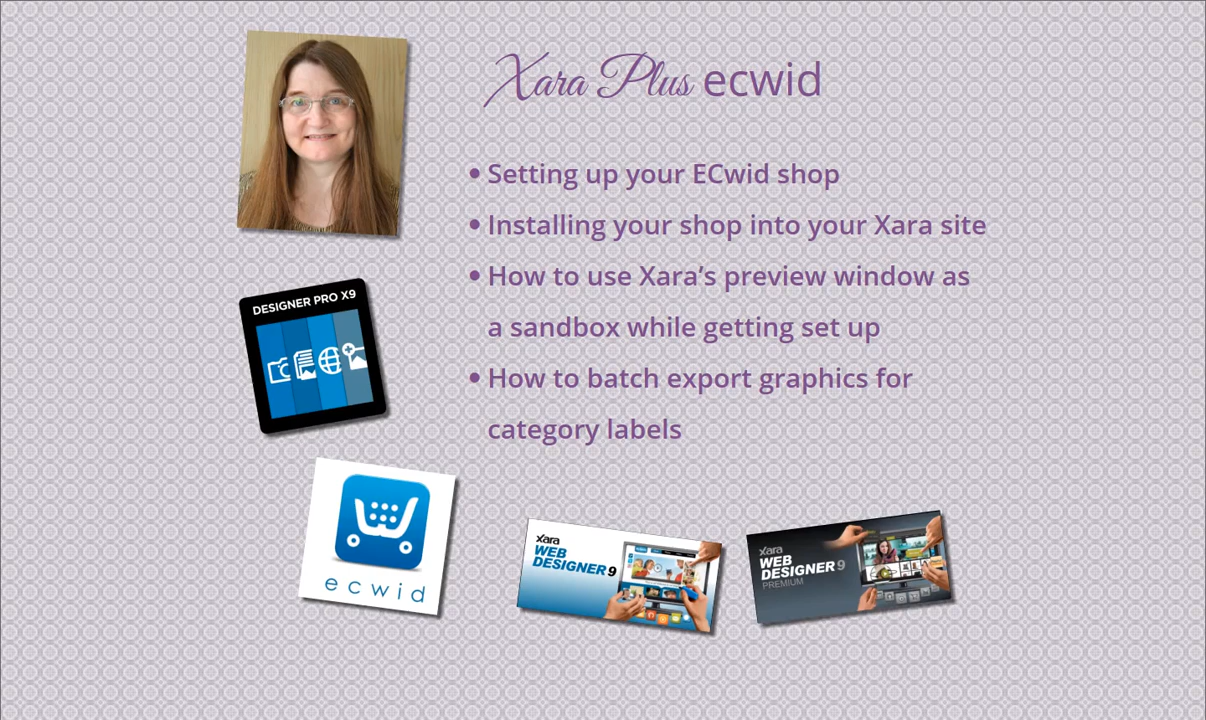 Xara Plus ecwid
• Setting up your ECwid shop
• Installing your shop into your Xara site
• How to use Xara’s preview window as
a sandbox while getting set up
• How to batch export graphics for
category labels
DESIGNER PRO X9
ecwid
xara
WEB
DESIGNER 9
xara
WEB
DESIGNER 9
PREMIUM